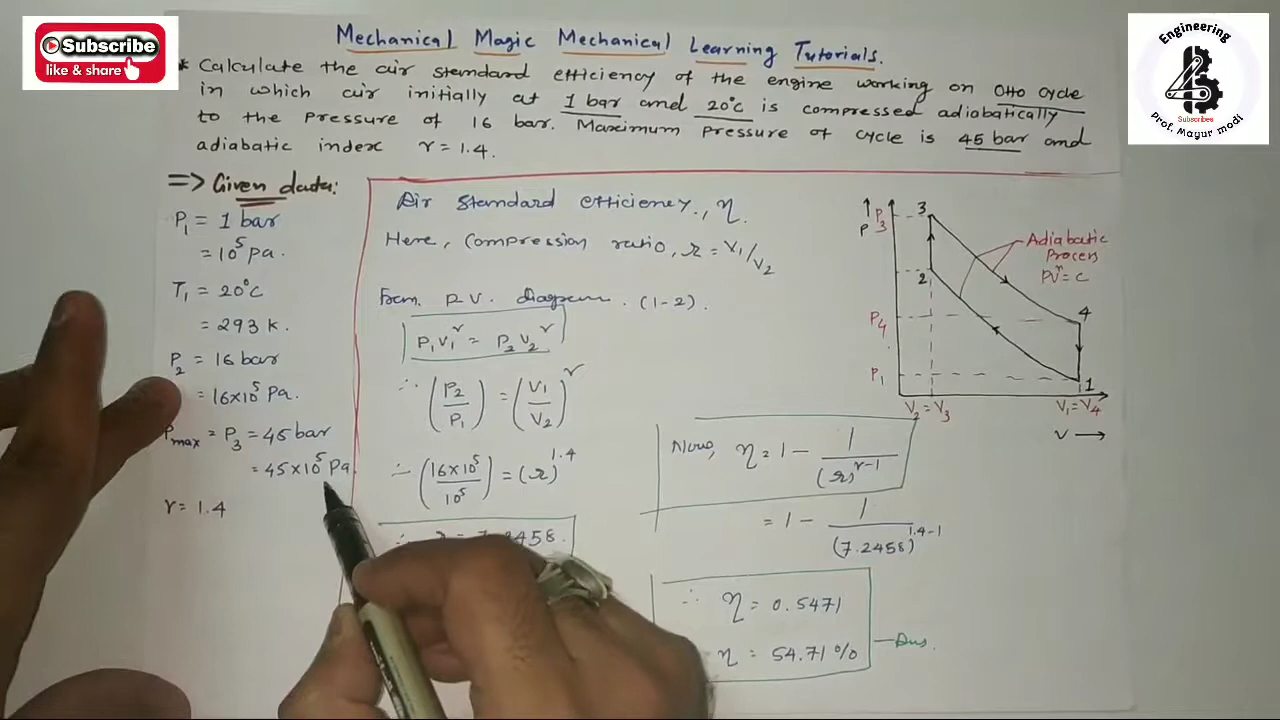 Mechanical Magic Mechanical Learning Tutorials.
Subscribe
like & share
Engineering
Subscribes
Prof. Mayur modi
* Calculate the air standard efficiency of the engine working on Otto cycle
in which air initially at 1 bar and 20°C is compressed adiabatically
to the pressure of 16 bar. Maximum pressure of cycle is 45 bar and
adiabatic index γ = 1.4.
=> Given data:
P1 = 1 bar
= 10^5 Pa.
T1 = 20°C
= 293 K.
P2 = 16 bar
= 16×10^5 Pa.
Pmax = P3 = 45 bar
= 45×10^5 Pa.
γ = 1.4
Air standard efficiency, η.
Here, Compression ratio, r = V1/V2
From P.V. diagram. (1-2).
P1V1^γ = P2V2^γ
∴ (P2/P1) = (V1/V2)^γ
∴ (16×10^5/10^5) = (r)^1.4
7.2458.
P
P3
3
2
P4
4
P1
1
V2 = V3
V1 = V4
V →
Adiabatic
Process
PV^γ = C
Now, η = 1 - 1/(r)^γ-1
= 1 - 1/(7.2458)^1.4-1
∴ η = 0.5471
η = 54.71% — Ans.